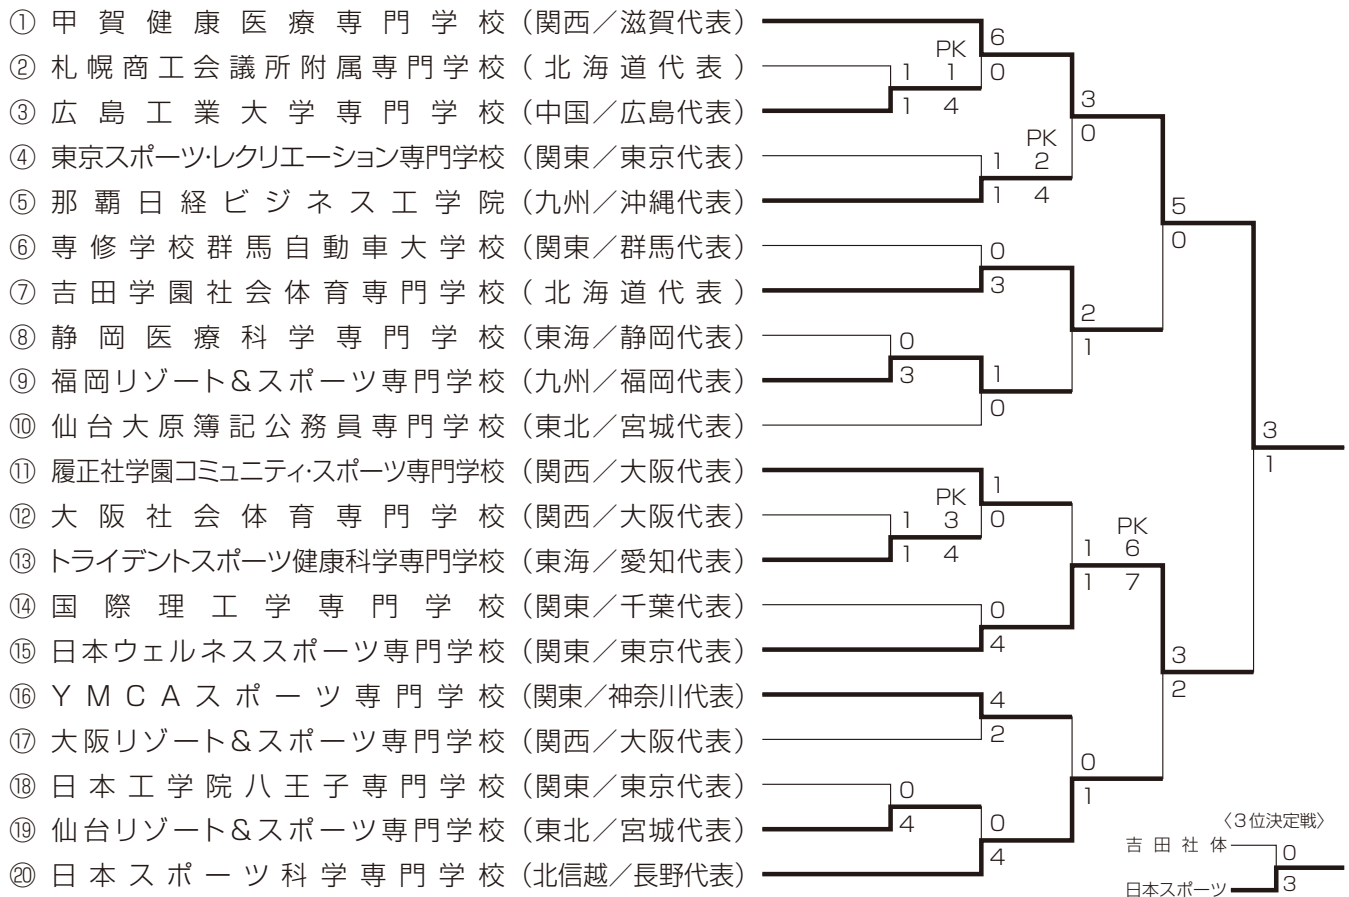 ① 甲賀健康医療専門学校（関西／滋賀代表）
② 札幌商工会議所附属専門学校（北海道代表）
③ 広島工業大学専門学校（中国／広島代表）
④ 東京スポーツ・レクリエーション専門学校（関東／東京代表）
⑤ 那覇日経ビジネス工学院（九州／沖縄代表）
⑥ 専修学校群馬自動車大学校（関東／群馬代表）
⑦ 吉田学園社会体育専門学校（北海道代表）
⑧ 静岡医療科学専門学校（東海／静岡代表）
⑨ 福岡リゾート＆スポーツ専門学校（九州／福岡代表）
⑩ 仙台大原簿記公務員専門学校（東北／宮城代表）
⑪ 履正社学園コミュニティ・スポーツ専門学校（関西／大阪代表）
⑫ 大阪社会体育専門学校（関西／大阪代表）
⑬ トライデントスポーツ健康科学専門学校（東海／愛知代表）
⑭ 国際理工学専門学校（関東／千葉代表）
⑮ 日本ウェルネススポーツ専門学校（関東／東京代表）
⑯ YMCAスポーツ専門学校（関東／神奈川代表）
⑰ 大阪リゾート＆スポーツ専門学校（関西／大阪代表）
⑱ 日本工学院八王子専門学校（関東／東京代表）
⑲ 仙台リゾート＆スポーツ専門学校（東北／宮城代表）
⑳ 日本スポーツ科学専門学校（北信越／長野代表）
PK
1 1
1 4
0
3
0
3
1 3
1 4
PK
0
4
6
0
PK
1 2
1 4
0
3
1
0
1
0
0
4
4
2
0
4
3
0
2
1
PK
1 6
1 7
0
1
5
0
3
2
3
1
〈3位決定戦〉
吉田社体 0
日本スポーツ 3